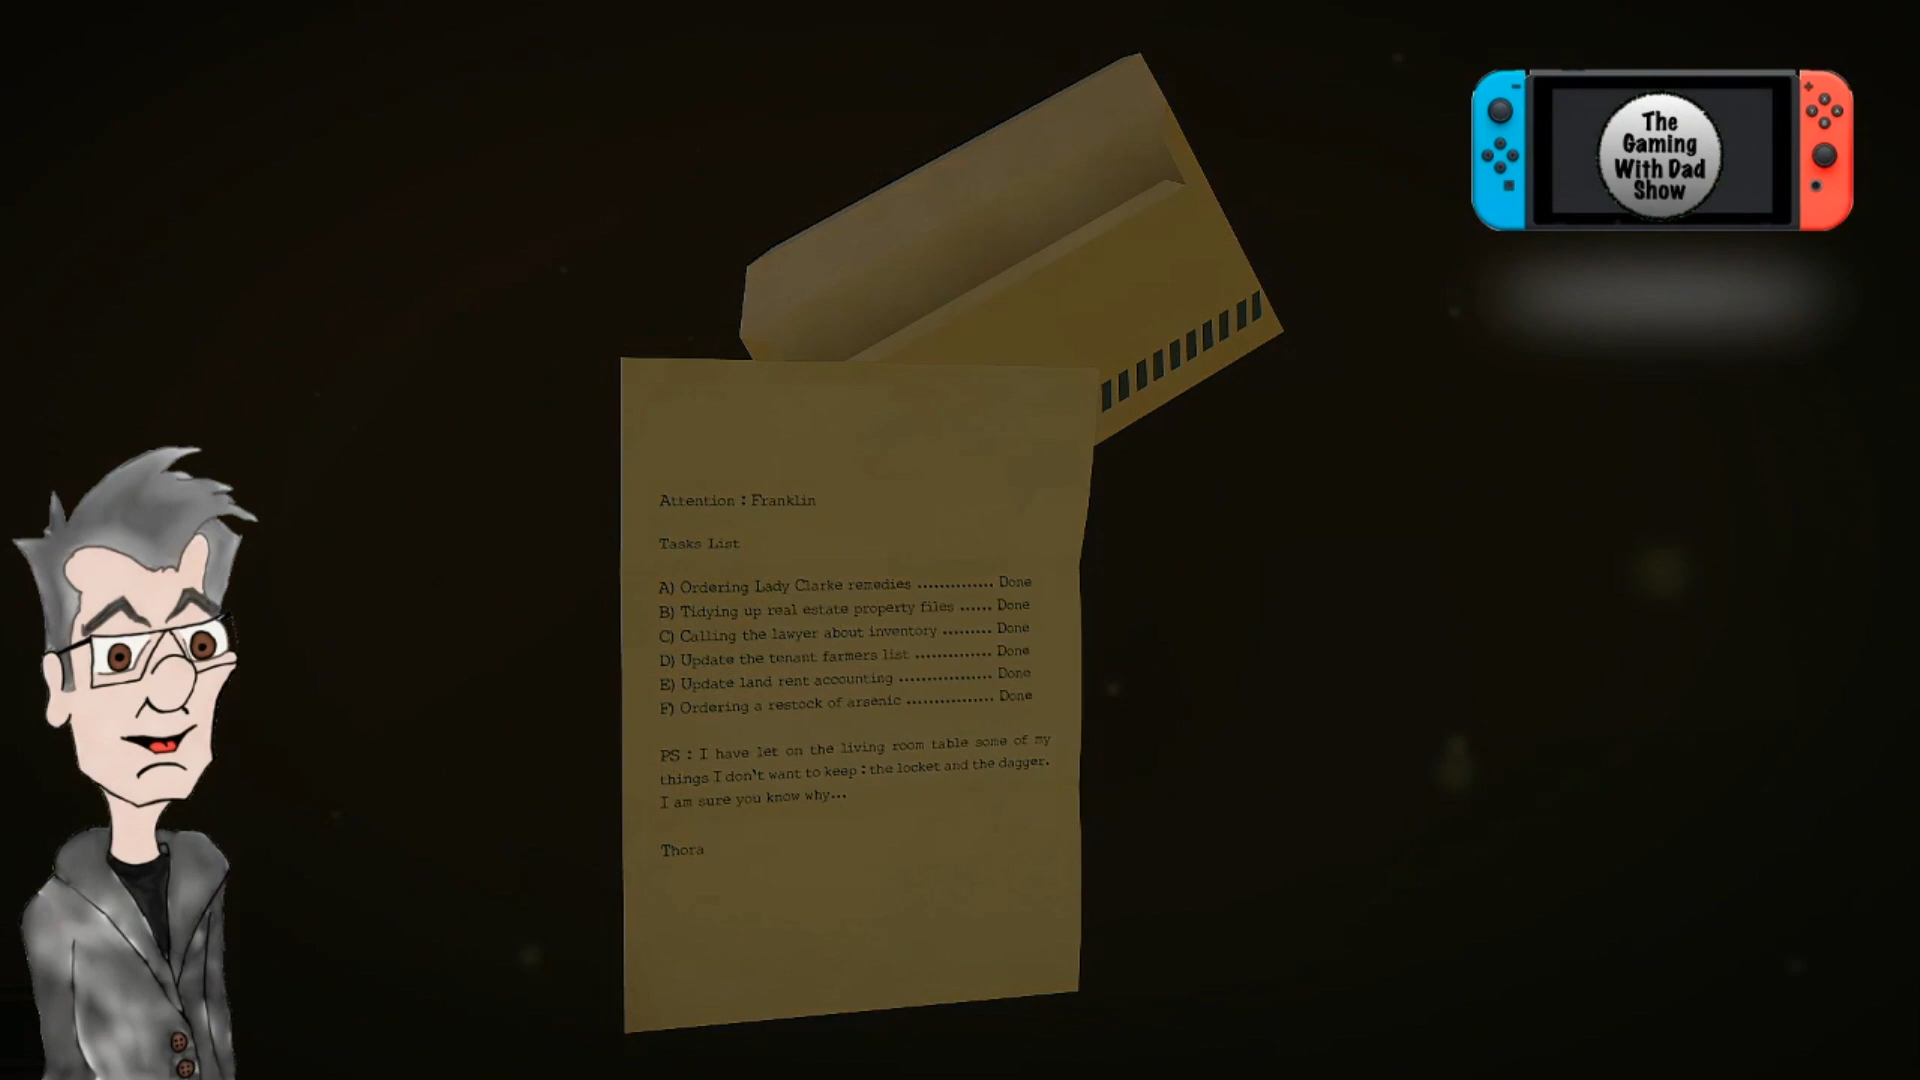 The
Gaming
With Dad
Show
Attention : Franklin
Tasks List
A) Ordering Lady Clarke remedies .............. Done
B) Tidying up real estate property files ...... Done
C) Calling the lawyer about inventory ......... Done
D) Update the tenant farmers list .............. Done
E) Update land rent accounting ................. Done
F) Ordering a restock of arsenic ................ Done
PS : I have let on the living room table some of my
things I don't want to keep : the locket and the dagger.
I am sure you know why...
Thora